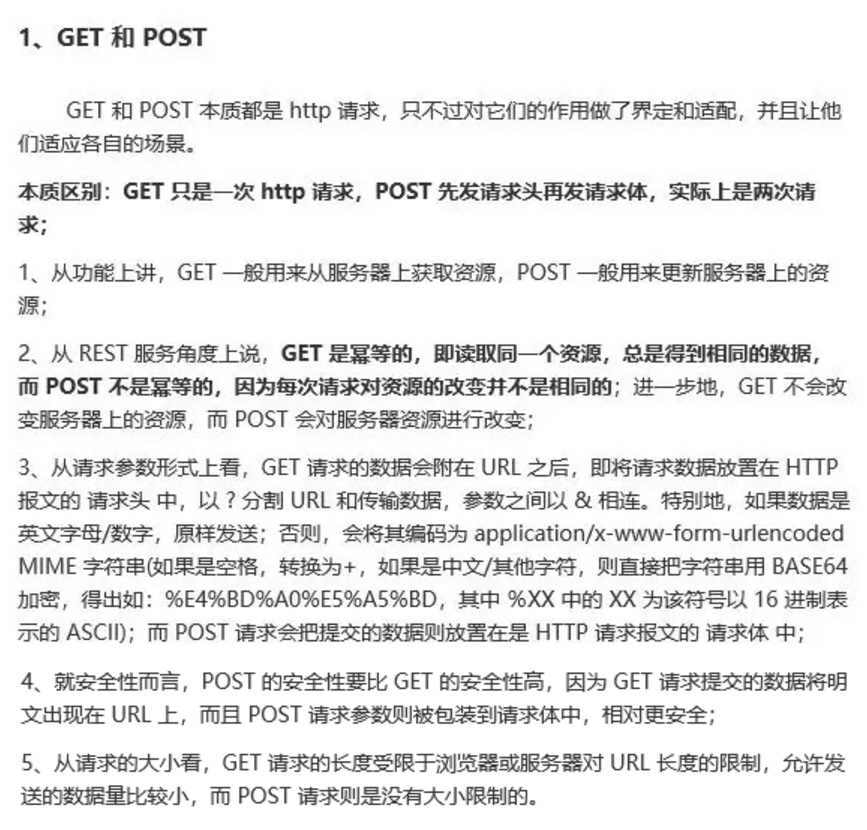 1、GET 和 POST
GET 和 POST 本质都是 http 请求，只不过对它们的作用做了界定和适配，并且让他
们适应各自的场景。
本质区别：GET 只是一次 http 请求，POST 先发请求头再发请求体，实际上是两次请
求；
1、从功能上讲，GET 一般用来从服务器上获取资源，POST 一般用来更新服务器上的资
源；
2、从 REST 服务角度上说，GET 是幂等的，即读取同一个资源，总是得到相同的数据，
而 POST 不是幂等的，因为每次请求对资源的改变并不是相同的；进一步地，GET 不会改
变服务器上的资源，而 POST 会对服务器资源进行改变；
3、从请求参数形式上看，GET 请求的数据会附在 URL 之后，即将请求数据放置在 HTTP
报文的 请求头 中，以 ? 分割 URL 和传输数据，参数之间以 & 相连。特别地，如果数据是
英文字母/数字，原样发送；否则，会将其编码为 application/x-www-form-urlencoded
MIME 字符串(如果是空格，转换为+，如果是中文/其他字符，则直接把字符串用 BASE64
加密，得出如：%E4%BD%A0%E5%A5%BD，其中 %XX 中的 XX 为该符号以 16 进制表
示的 ASCII)；而 POST 请求会把提交的数据则放置在是 HTTP 请求报文的 请求体 中；
4、就安全性而言，POST 的安全性要比 GET 的安全性高，因为 GET 请求提交的数据将明
文出现在 URL 上，而且 POST 请求参数则被包装到请求体中，相对更安全；
5、从请求的大小看，GET 请求的长度受限于浏览器或服务器对 URL 长度的限制，允许发
送的数据量比较小，而 POST 请求则是没有大小限制的。